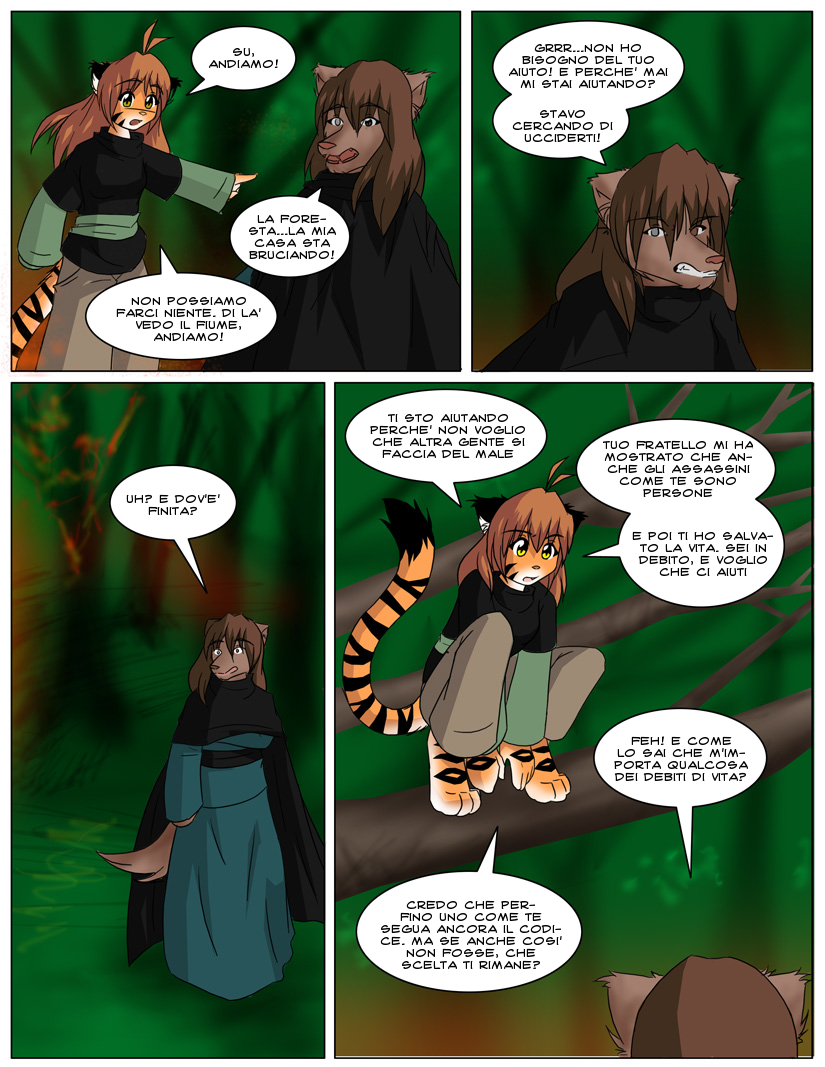 SU,
ANDIAMO!
LA FORE-
STA...LA MIA
CASA STA
BRUCIANDO!
NON POSSIAMO
FARCI NIENTE. DI LA'
VEDO IL FIUME,
ANDIAMO!
GRRR...NON HO
BISOGNO DEL TUO
AIUTO! E PERCHE' MAI
MI STAI AIUTANDO?
STAVO
CERCANDO DI
UCCIDERTI!
UH? E DOV'E'
FINITA?
TI STO AIUTANDO
PERCHE' NON VOGLIO
CHE ALTRA GENTE SI
FACCIA DEL MALE
TUO FRATELLO MI HA
MOSTRATO CHE AN-
CHE GLI ASSASSINI
COME TE SONO
PERSONE
E POI TI HO SALVA-
TO LA VITA. SEI IN
DEBITO, E VOGLIO
CHE CI AIUTI
FEH! E COME
LO SAI CHE M'IM-
PORTA QUALCOSA
DEI DEBITI DI VITA?
CREDO CHE PER-
FINO UNO COME TE
SEGUA ANCORA IL CODI-
CE. MA SE ANCHE COSI'
NON FOSSE, CHE
SCELTA TI RIMANE?